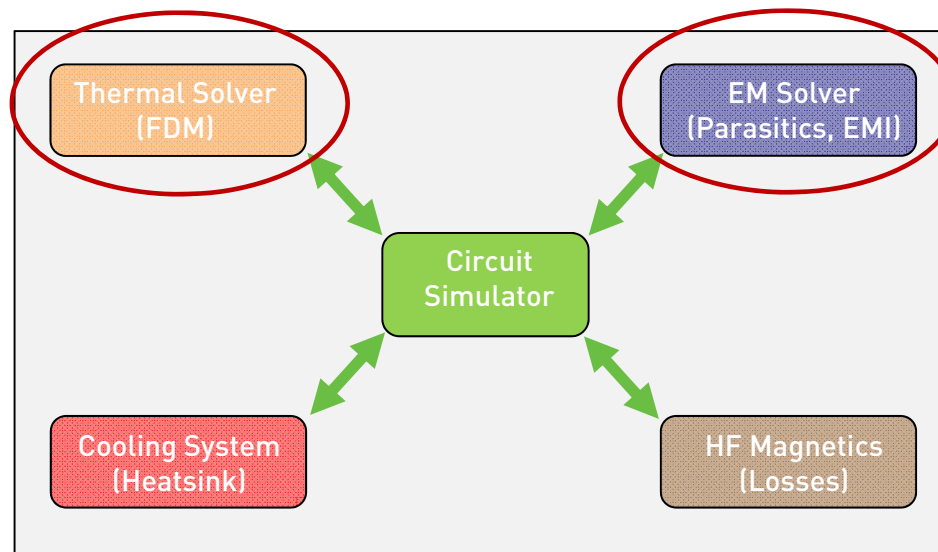 Thermal Solver
(FDM)
EM Solver
(Parasitics, EMI)
Circuit
Simulator
Cooling System
(Heatsink)
HF Magnetics
(Losses)